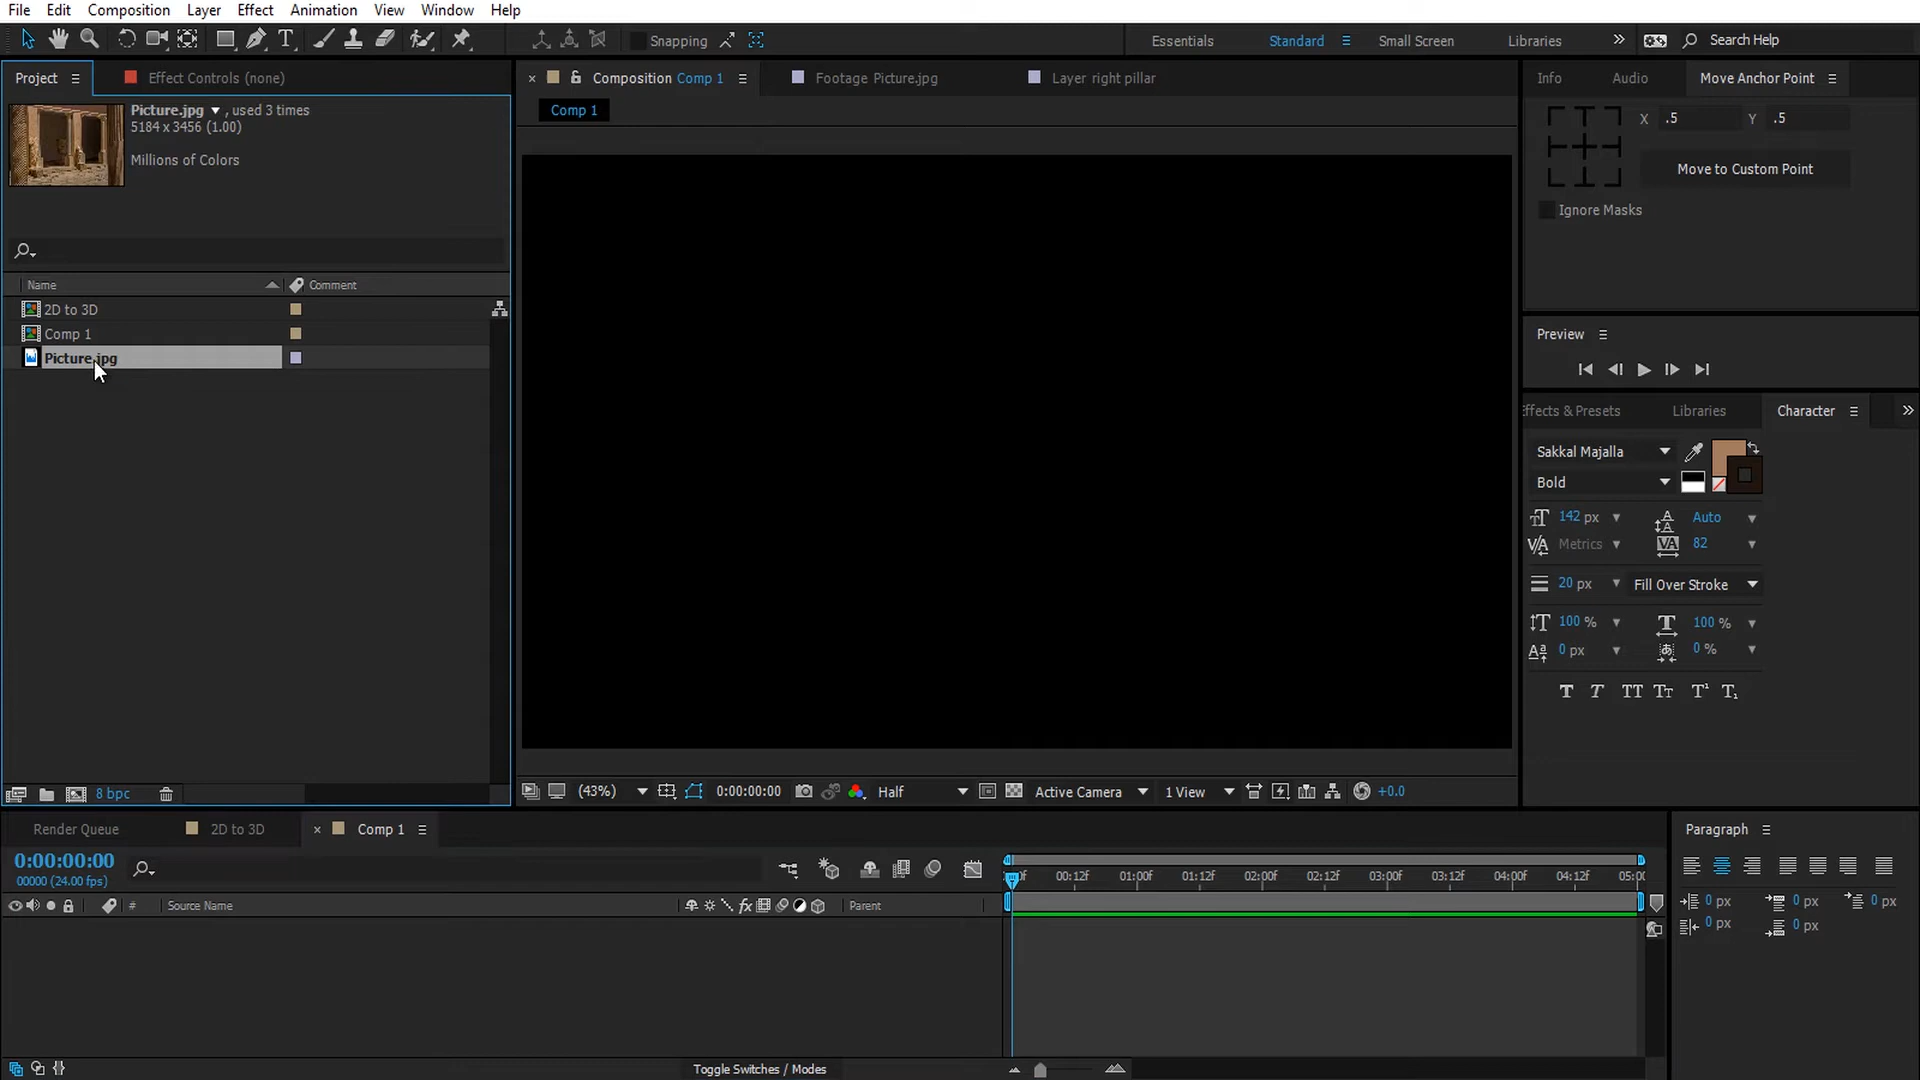 File Edit Composition Layer Effect Animation View Window Help
Snapping Essentials Standard Small Screen Libraries Search Help
Project Effect Controls (none) Composition Comp 1 Footage Picture.jpg Layer right pillar Info Audio Move Anchor Point
Picture.jpg , used 3 times
5184 x 3456 (1.00)
Millions of Colors
Comp 1
X .5 Y .5
Move to Custom Point
Ignore Masks
Name Comment
2D to 3D
Comp 1
Picture.jpg
Preview
Effects & Presets Libraries Character
Sakkal Majalla
Bold
142 px Auto
Metrics 82
20 px Fill Over Stroke
100 % 100 %
0 px 0 %
8 bpc
(43%) 0:00:00:00 Half Active Camera 1 View +0.0
Render Queue 2D to 3D Comp 1
Paragraph
0:00:00:00
00000 (24.00 fps)
00:12f 01:00f 01:12f 02:00f 02:12f 03:00f 03:12f 04:00f 04:12f
# Source Name Parent
0 px 0 px 0 px
0 px 0 px
Toggle Switches / Modes